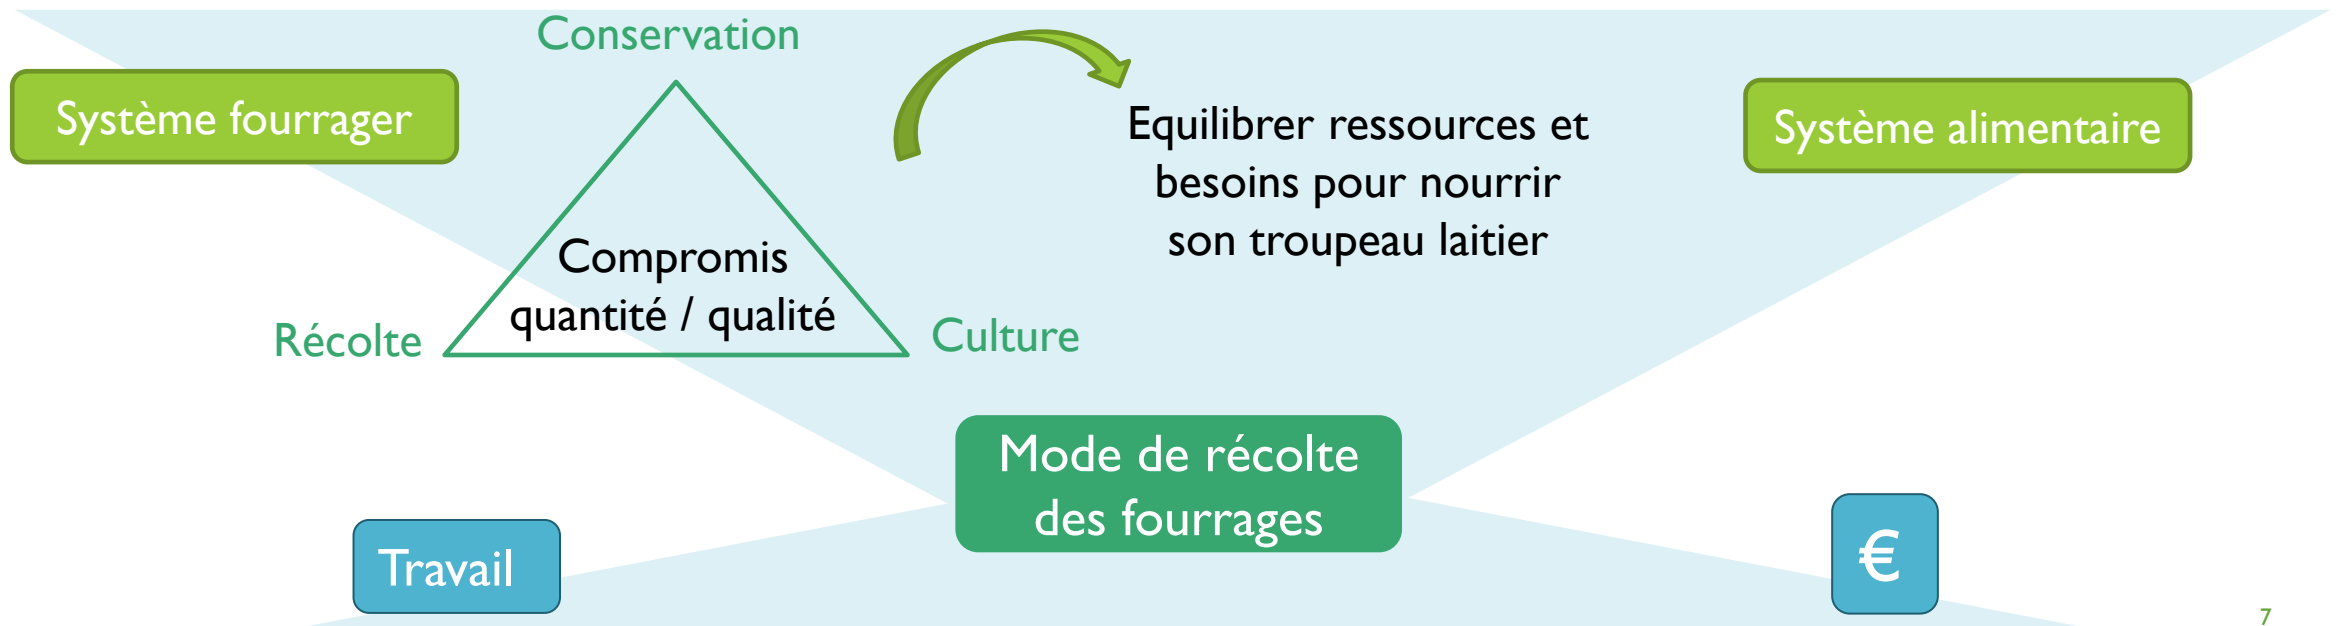 Conservation
Système fourrager
Equilibrer ressources et
besoins pour nourrir
son troupeau laitier
Système alimentaire
Compromis
quantité / qualité
Récolte
Culture
Mode de récolte
des fourrages
Travail
€
7